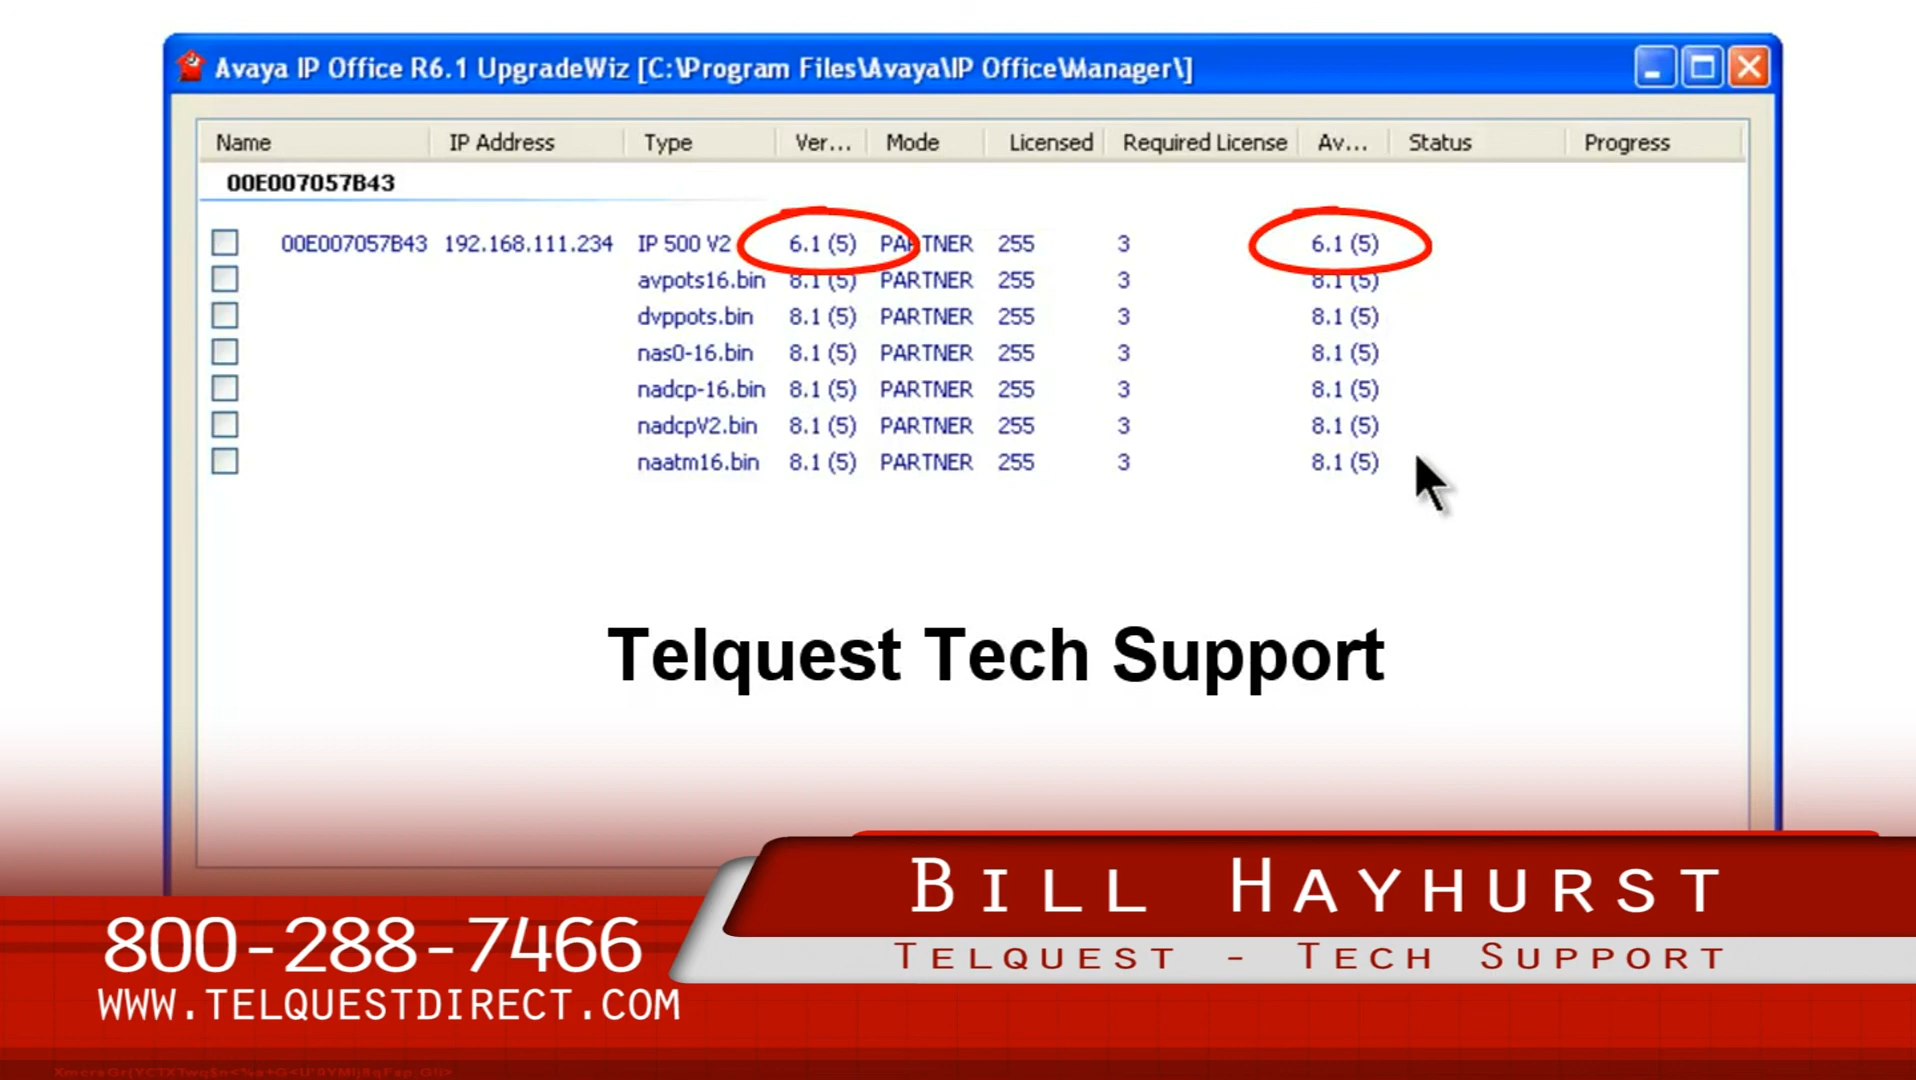 Avaya IP Office R6.1 UpgradeWiz [C:\Program Files\Avaya\IP Office\Manager\]
Name IP Address Type Ver... Mode Licensed Required License Av... Status Progress
00E007057B43
00E007057B43 192.168.111.234 IP 500 V2 6.1 (5) PARTNER 255 3 6.1 (5)
avpots16.bin 8.1 (5) PARTNER 255 3 8.1 (5)
dvppots.bin 8.1 (5) PARTNER 255 3 8.1 (5)
nas0-16.bin 8.1 (5) PARTNER 255 3 8.1 (5)
nadcp-16.bin 8.1 (5) PARTNER 255 3 8.1 (5)
nadcpV2.bin 8.1 (5) PARTNER 255 3 8.1 (5)
naatm16.bin 8.1 (5) PARTNER 255 3 8.1 (5)
Telquest Tech Support
BILL HAYHURST
TELQUEST - TECH SUPPORT
800-288-7466
WWW.TELQUESTDIRECT.COM